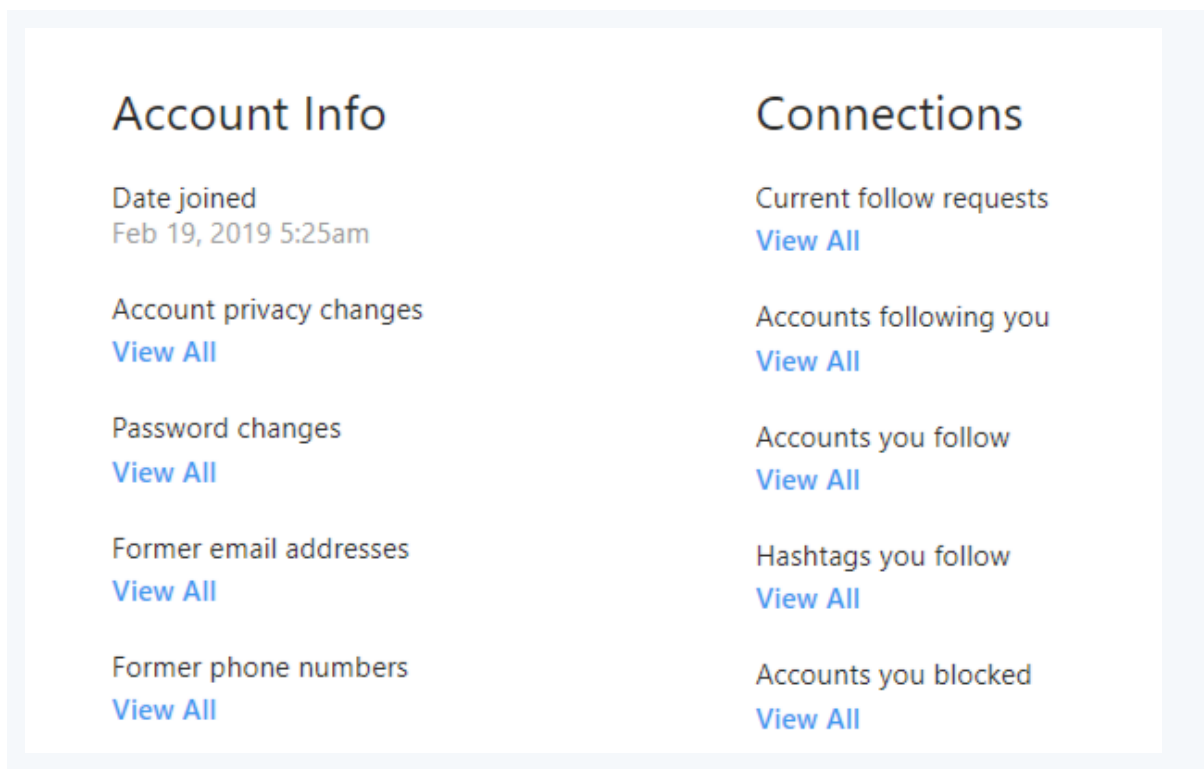 Account Info
Date joined
Feb 19, 2019 5:25am
Account privacy changes
View All
Password changes
View All
Former email addresses
View All
Former phone numbers
View All
Connections
Current follow requests
View All
Accounts following you
View All
Accounts you follow
View All
Hashtags you follow
View All
Accounts you blocked
View All